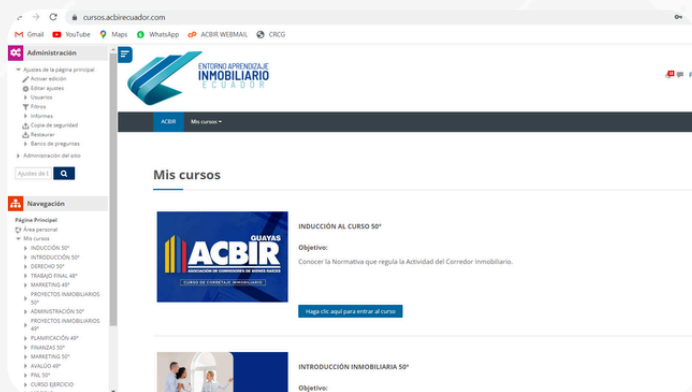 cursos.acbirecuador.com
Gmail YouTube Maps WhatsApp ACBIR WEBMAIL CRCG
Administración
Ajustes de la página principal
Activar edición
Editar ajustes
Usuarios
Filtros
Informes
Copia de seguridad
Restaurar
Banco de preguntas
Administración del sitio
Ajustes de l
Navegación
Página Principal
Área personal
Mis cursos
INDUCCIÓN 50°
INTRODUCCIÓN 50°
DERECHO 50°
TRABAJO FINAL 49°
MARKETING 49°
PROYECTOS INMOBILIARIOS
50°
ADMINISTRACIÓN 50°
PROYECTOS INMOBILIARIOS
49°
PLANIFICACIÓN 49°
FINANZAS 50°
MARKETING 50°
AVALÚO 49°
PNL 50°
CURSO EJERCICIO
ENTORNO APRENDIZAJE
INMOBILIARIO
ECUADOR
ACBIR Mis cursos
Mis cursos
GUAYAS
ACBIR
ASOCIACIÓN DE CORREDORES DE BIENES RAÍCES
CURSO DE CORRETAJE INMOBILIARIO
INDUCCIÓN AL CURSO 50°
Objetivo:
Conocer la Normativa que regula la Actividad del Corredor Inmobiliario.
Haga clic aquí para entrar al curso
INTRODUCCIÓN INMOBILIARIA 50°
Objetivo: